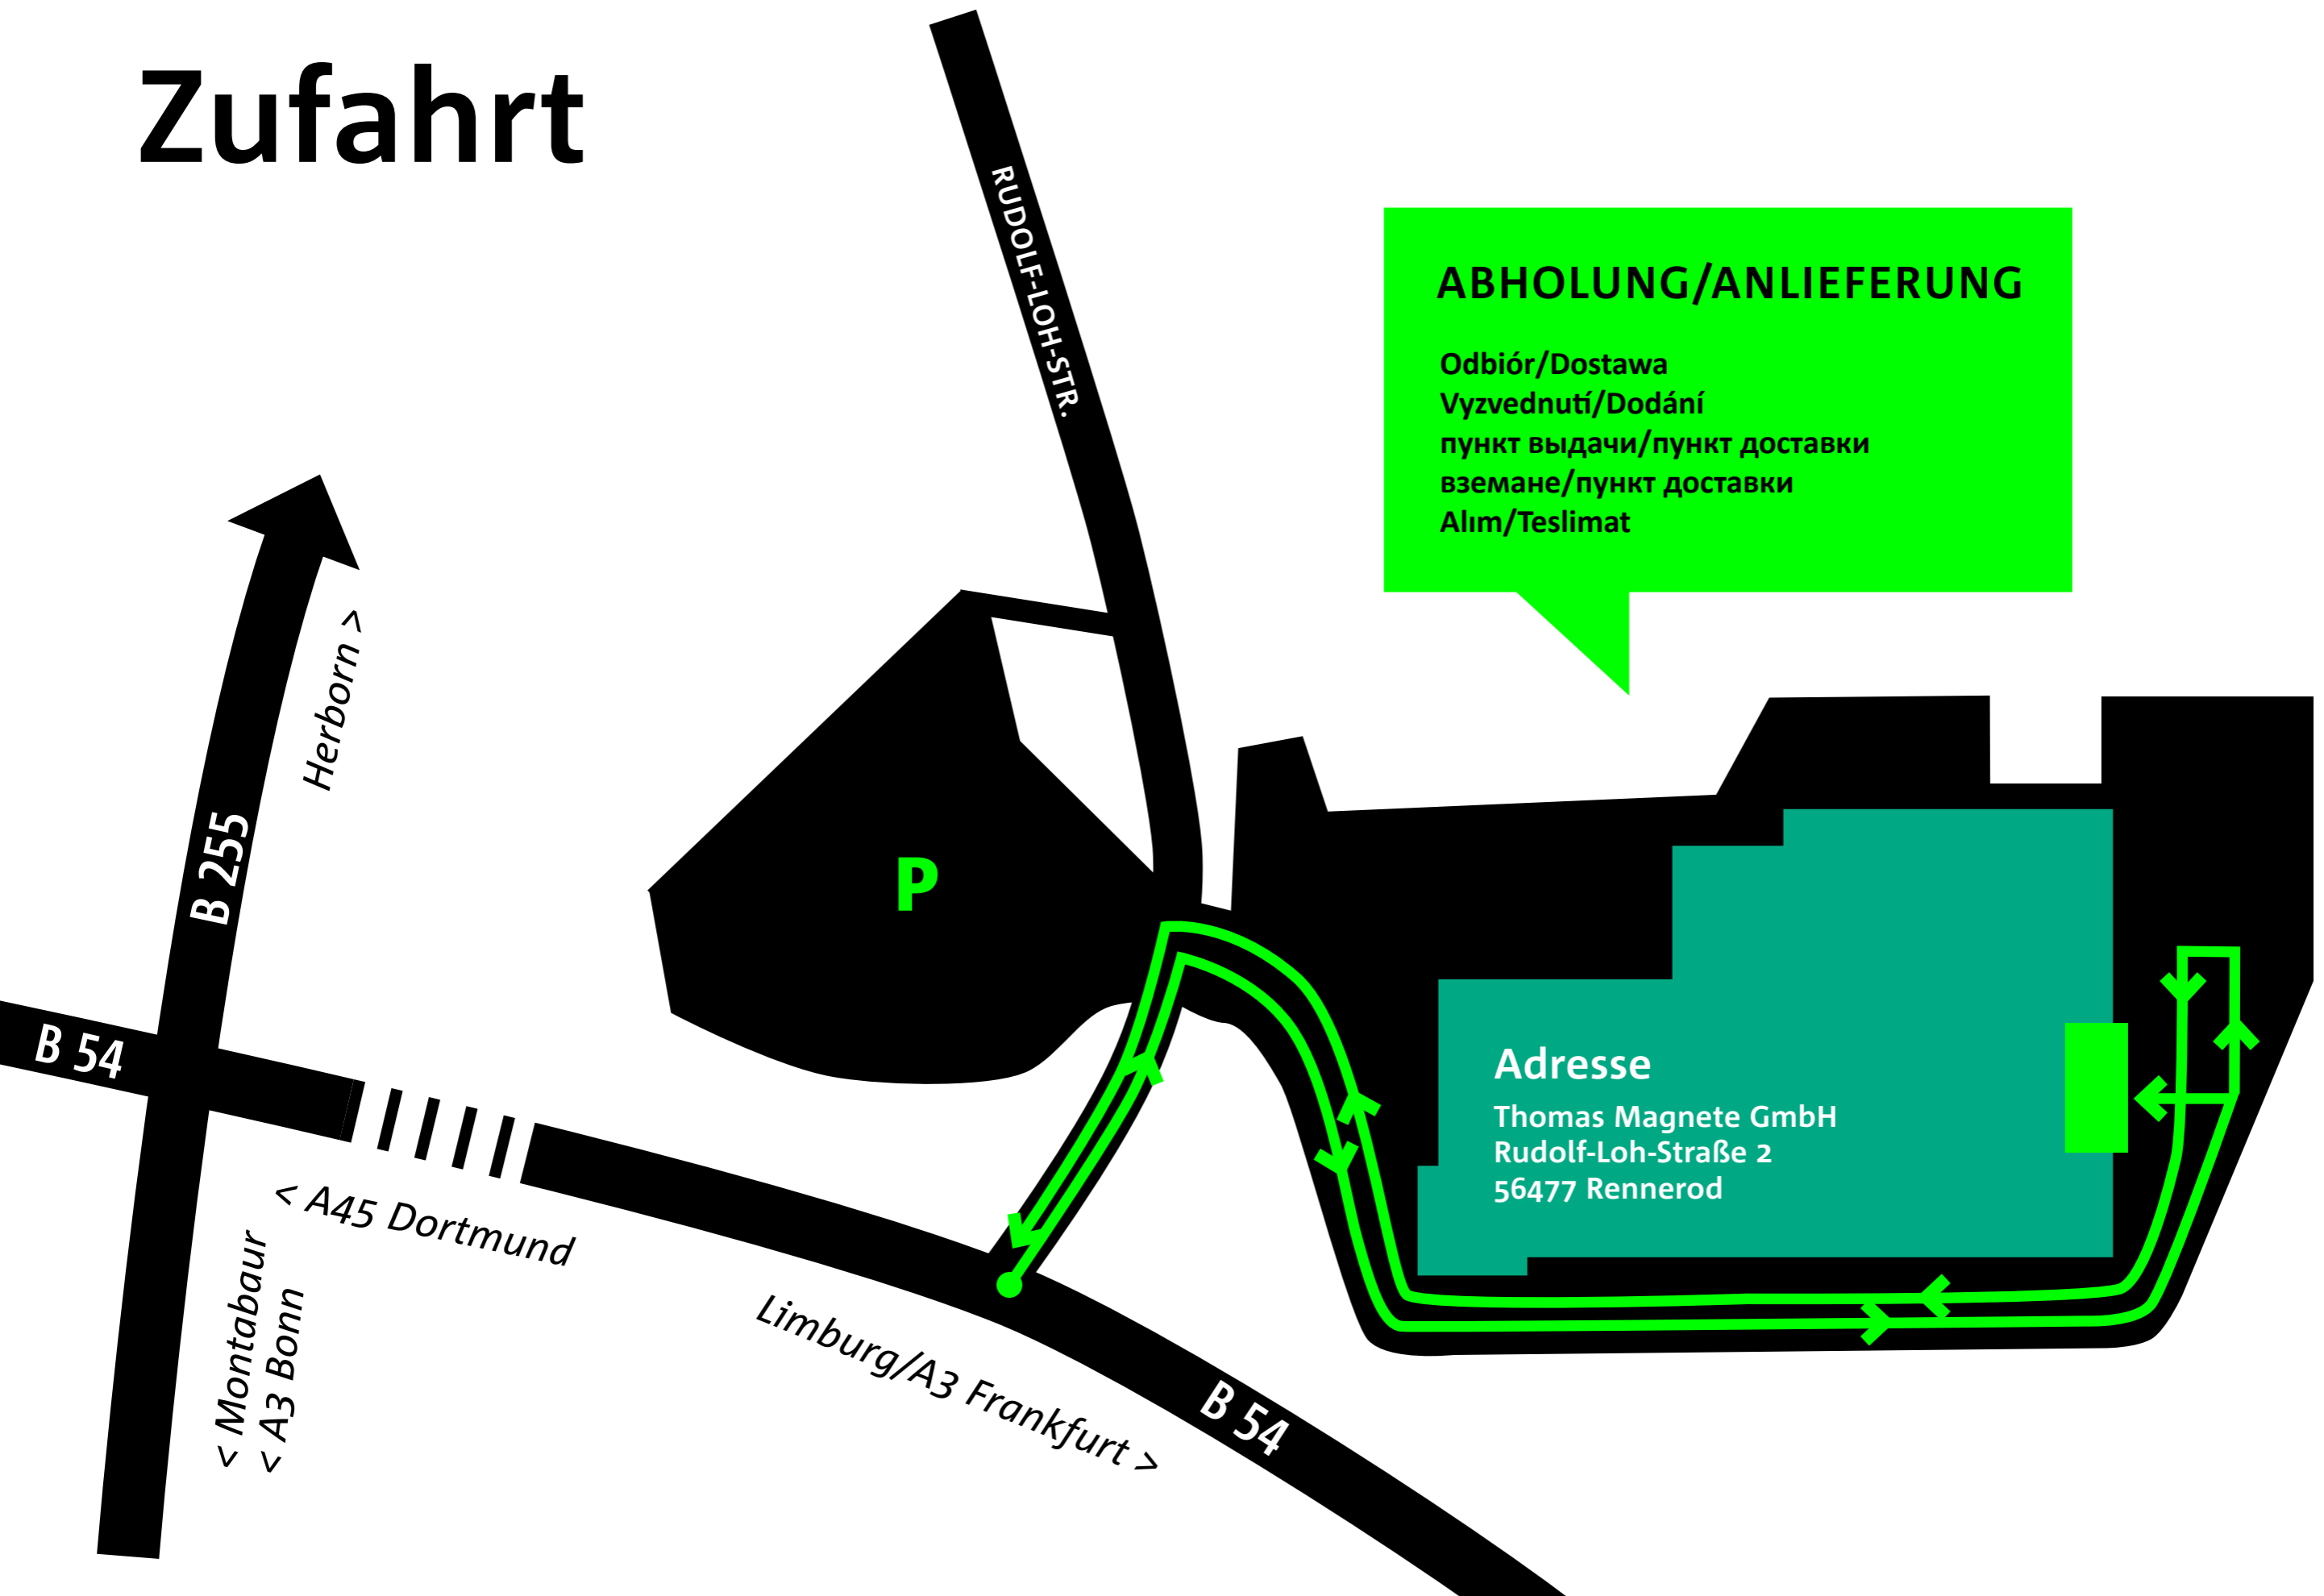 Zufahrt
RUDOLF-LOH-STR.
ABHOLUNG/ANLIEFERUNG
Odbiór/Dostawa
Vyzvednutí/Dodání
пункт выдачи/пункт доставки
вземане/пункт доставки
Alım/Teslimat
Herborn >
B 255
P
B 54
Adresse
Thomas Magnete GmbH
Rudolf-Loh-Straße 2
56477 Rennerod
< A45 Dortmund
< Montabaur
< A3 Bonn
Limburg/A3 Frankfurt >
B 54